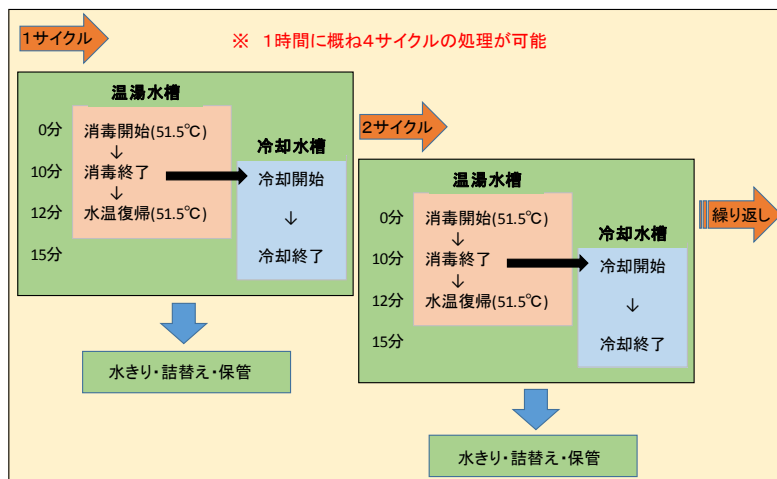 1サイクル
※ 1時間に概ね4サイクルの処理が可能
温湯水槽
0分
消毒開始(51.5℃)
↓
10分
消毒終了
↓
12分
水温復帰(51.5℃)
15分
冷却水槽
冷却開始
↓
冷却終了
水きり・詰替え・保管
2サイクル
温湯水槽
0分
消毒開始(51.5℃)
↓
10分
消毒終了
↓
12分
水温復帰(51.5℃)
15分
冷却水槽
冷却開始
↓
冷却終了
水きり・詰替え・保管
繰り返し